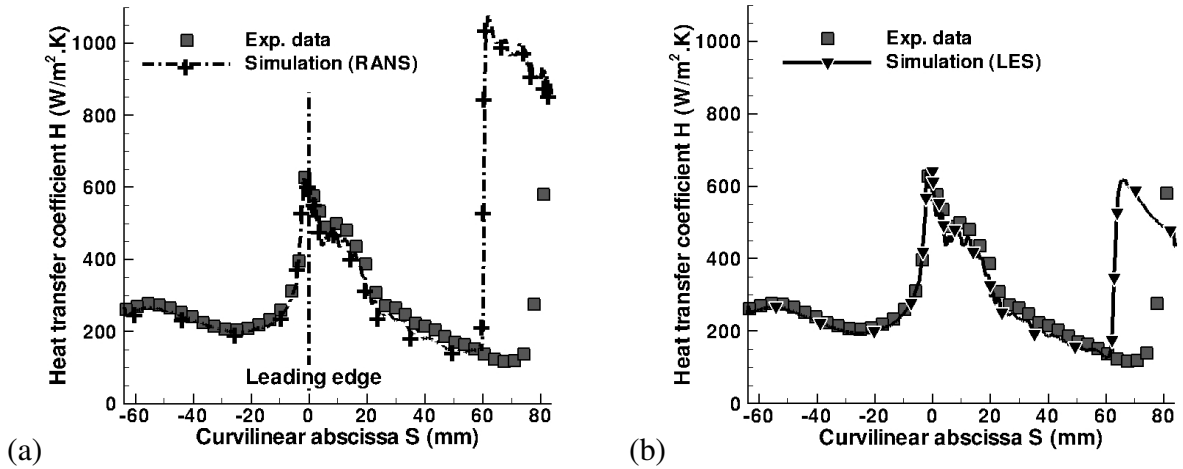 1000
800
600
400
200
0
Heat transfer coefficient H (W/m².K)
Exp. data
Simulation (RANS)
Leading edge
-60 -40 -20 0 20 40 60 80
Curvilinear abscissa S (mm)
(a)
1000
800
600
400
200
0
Heat transfer coefficient H (W/m².K)
Exp. data
Simulation (LES)
-60 -40 -20 0 20 40 60 80
Curvilinear abscissa S (mm)
(b)